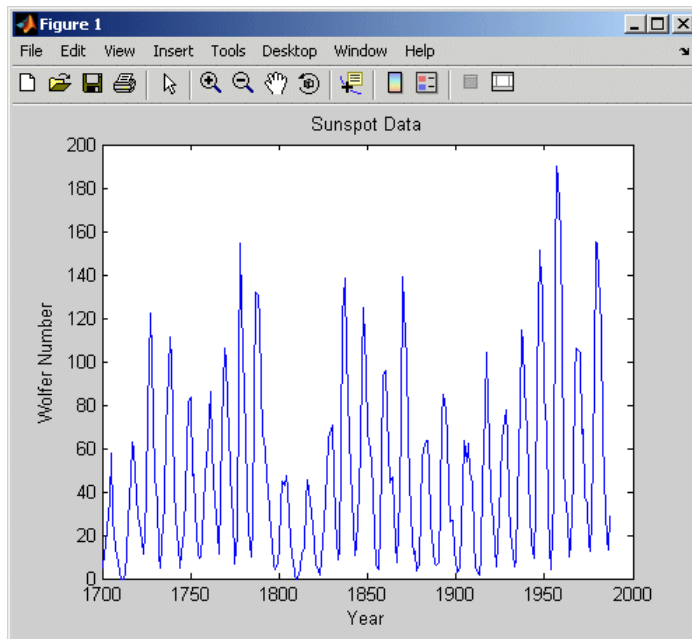 Figure 1
File Edit View Insert Tools Desktop Window Help
Sunspot Data
200
180
160
140
120
100
80
60
40
20
0
Wolfer Number
1700 1750 1800 1850 1900 1950 2000
Year